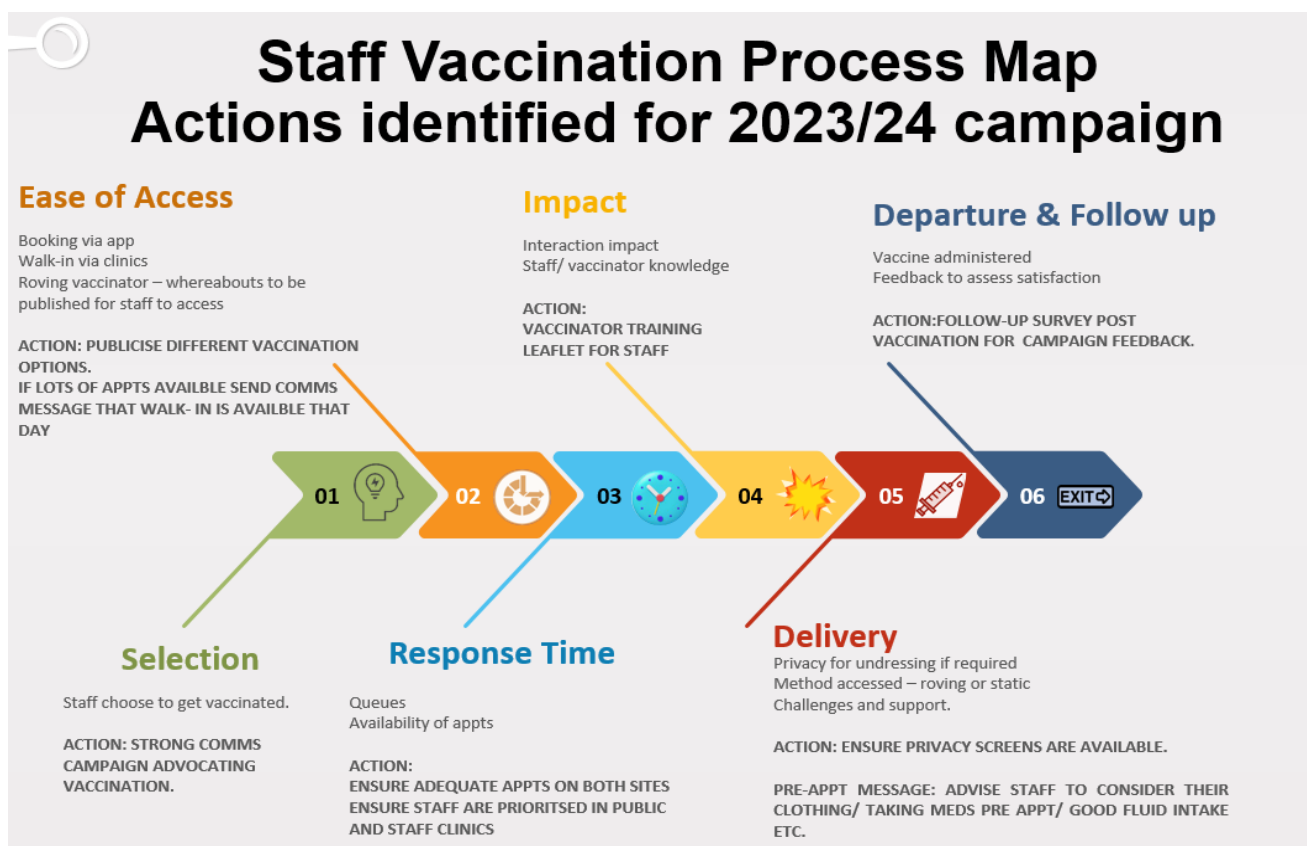 Staff Vaccination Process Map
Actions identified for 2023/24 campaign
Ease of Access
Booking via app
Walk-in via clinics
Roving vaccinator – whereabouts to be
published for staff to access
ACTION: PUBLICISE DIFFERENT VACCINATION
OPTIONS.
IF LOTS OF APPTS AVAILBLE SEND COMMS
MESSAGE THAT WALK- IN IS AVAILBLE THAT
DAY
Impact
Interaction impact
Staff/ vaccinator knowledge
ACTION:
VACCINATOR TRAINING
LEAFLET FOR STAFF
Departure & Follow up
Vaccine administered
Feedback to assess satisfaction
ACTION:FOLLOW-UP SURVEY POST
VACCINATION FOR CAMPAIGN FEEDBACK.
01
02
03
04
05
06
EXIT
Selection
Staff choose to get vaccinated.
ACTION: STRONG COMMS
CAMPAIGN ADVOCATING
VACCINATION.
Response Time
Queues
Availability of appts
ACTION:
ENSURE ADEQUATE APPTS ON BOTH SITES
ENSURE STAFF ARE PRIORITSED IN PUBLIC
AND STAFF CLINICS
Delivery
Privacy for undressing if required
Method accessed – roving or static
Challenges and support.
ACTION: ENSURE PRIVACY SCREENS ARE AVAILABLE.
PRE-APPT MESSAGE: ADVISE STAFF TO CONSIDER THEIR
CLOTHING/ TAKING MEDS PRE APPT/ GOOD FLUID INTAKE
ETC.